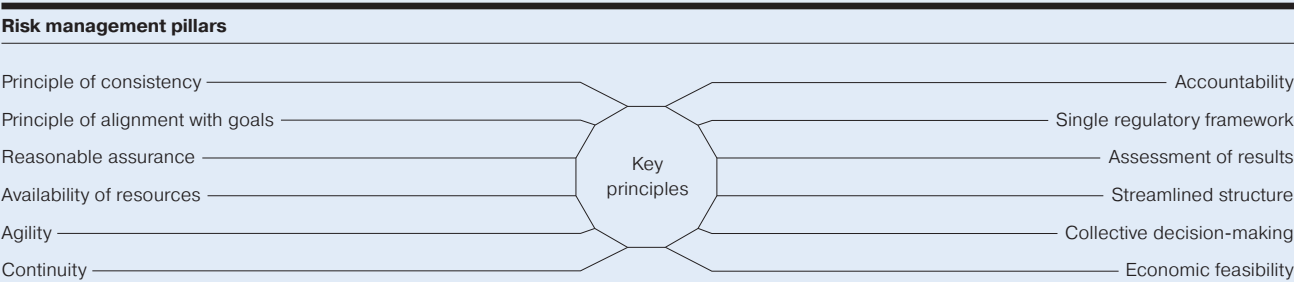 Risk management pillars
Principle of consistency
Principle of alignment with goals
Reasonable assurance
Availability of resources
Agility
Continuity
Key
principles
Accountability
Single regulatory framework
Assessment of results
Streamlined structure
Collective decision-making
Economic feasibility